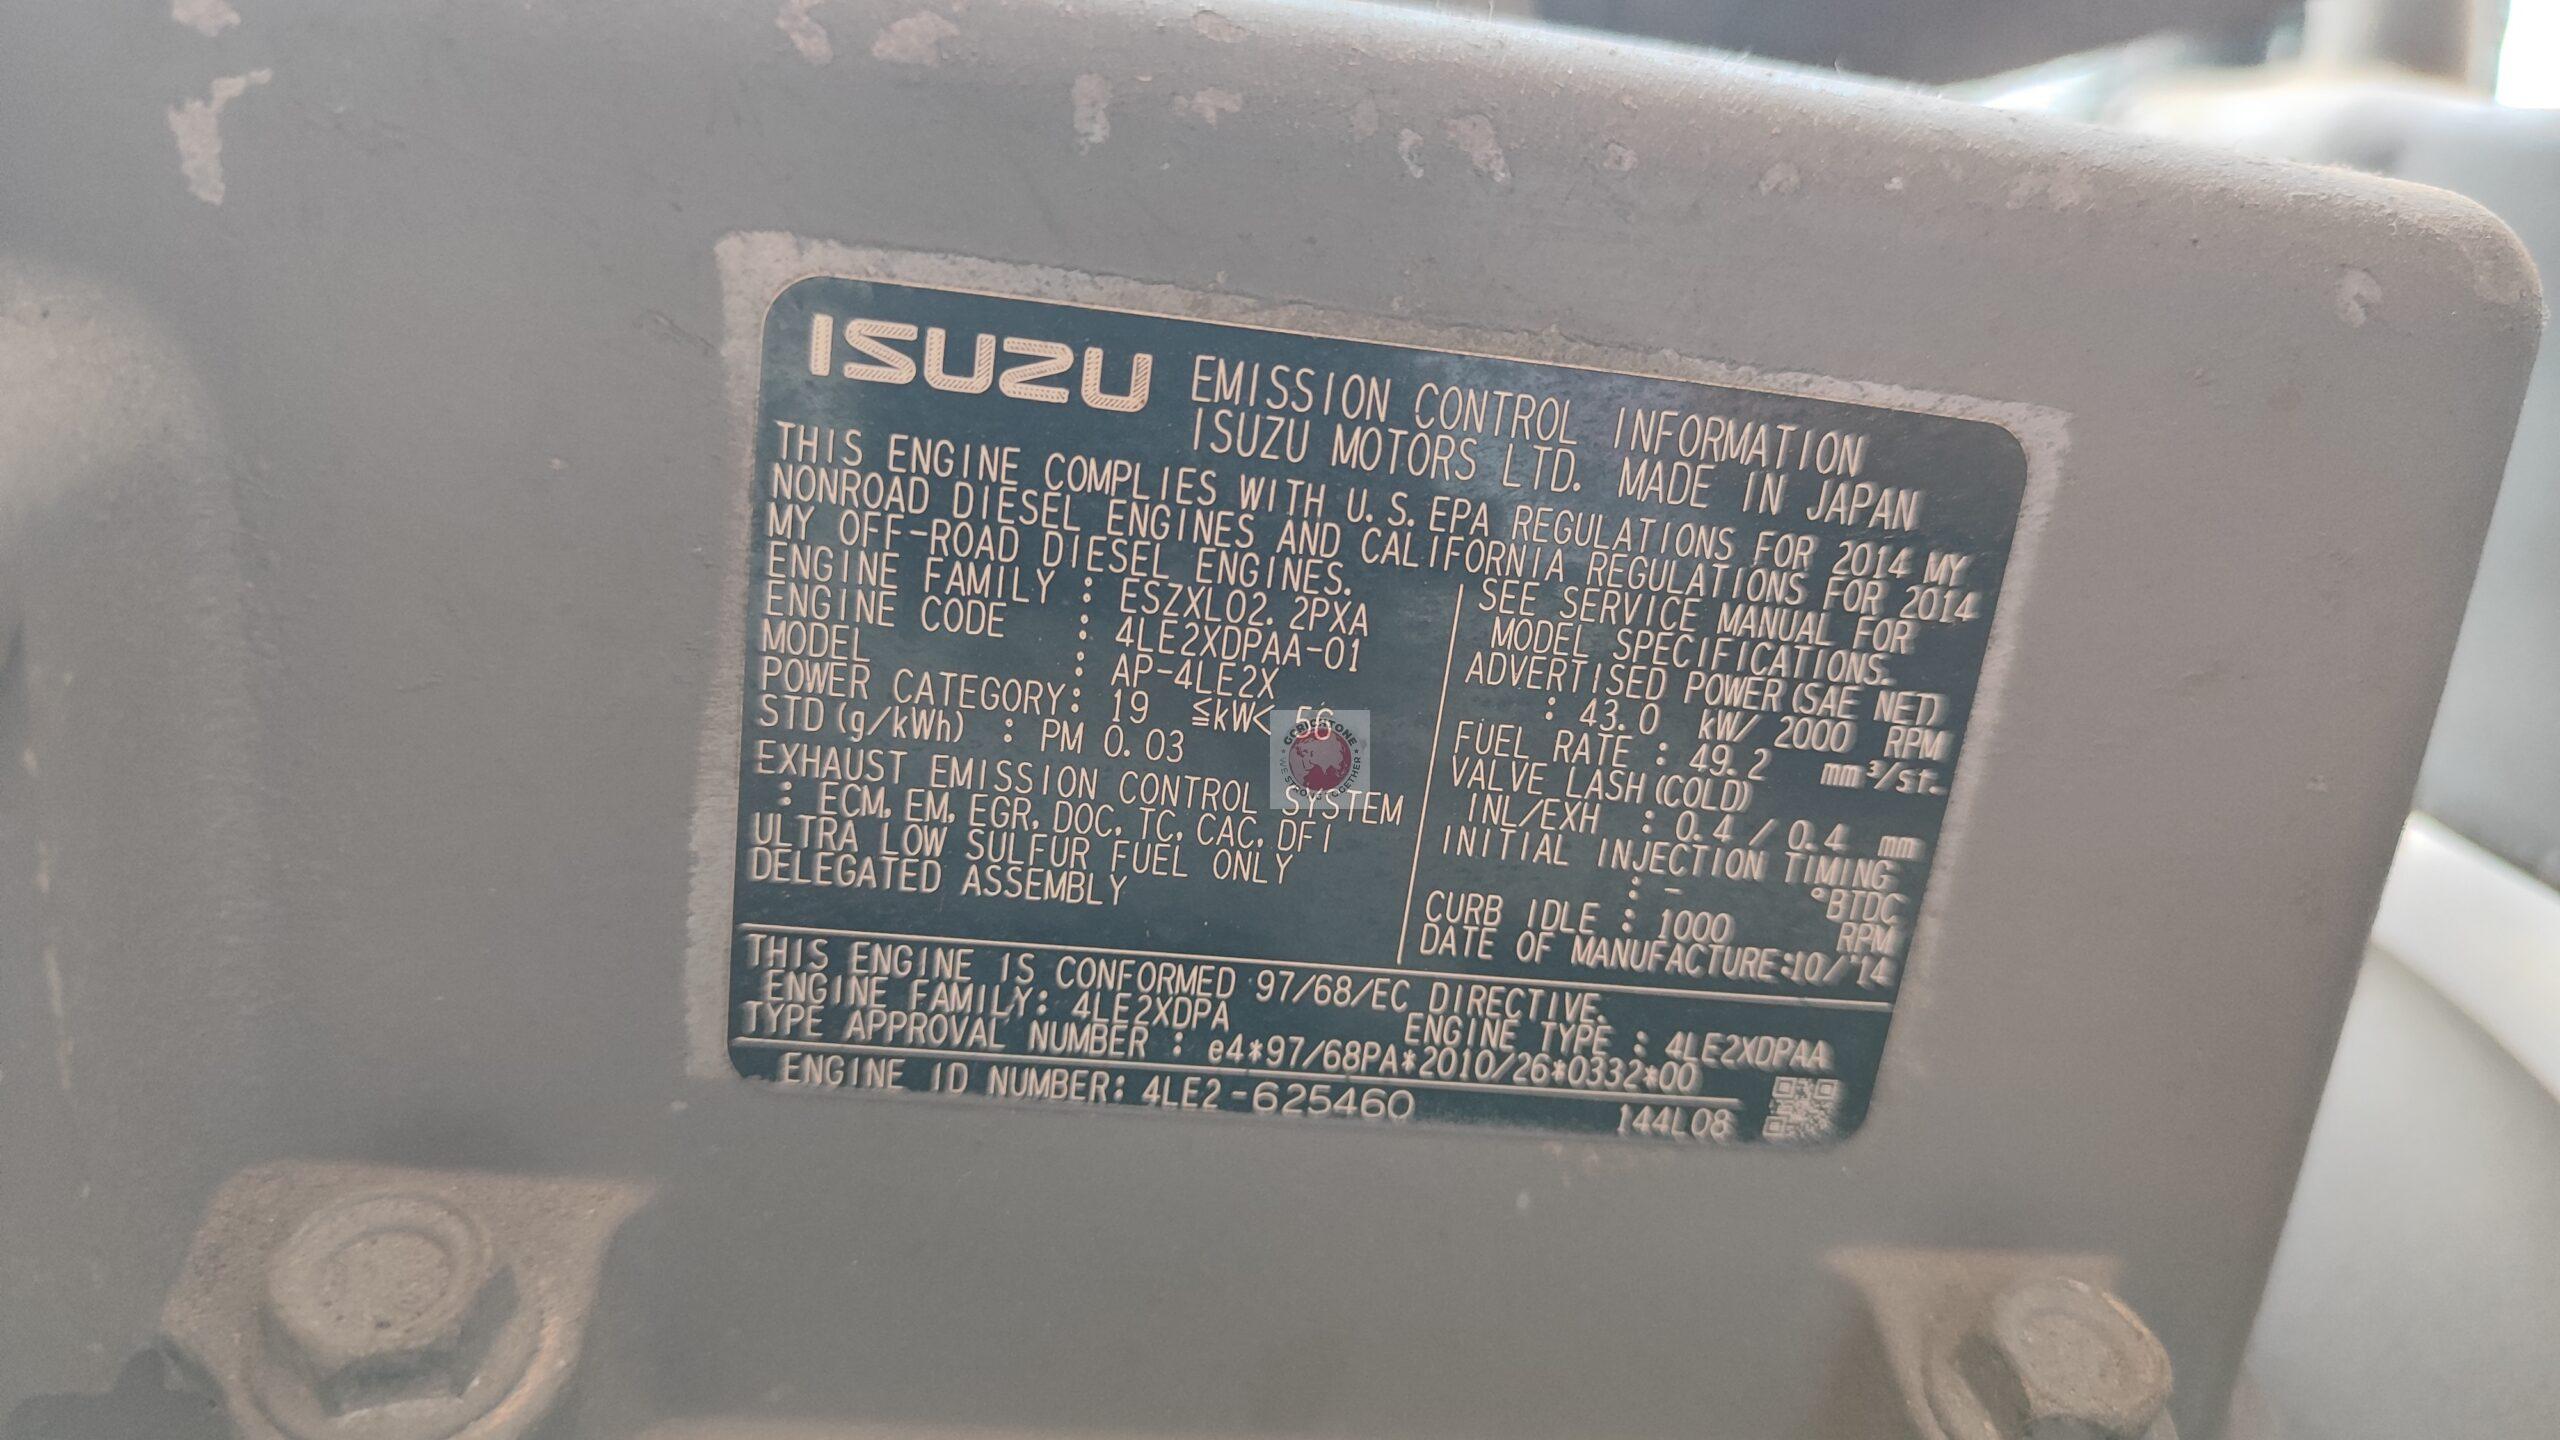 ISUZU
EMISSION CONTROL INFORMATION
ISUZU MOTORS LTD. MADE IN JAPAN
THIS ENGINE COMPLIES WITH U.S. EPA REGULATIONS FOR 2014 MY
NONROAD DIESEL ENGINES AND CALIFORNIA REGULATIONS FOR 2014
MY OFF-ROAD DIESEL ENGINES.
ENGINE FAMILY : ESZXL02.2PXA
ENGINE CODE : 4LE2XDPAA-01
MODEL : AP-4LE2X
POWER CATEGORY: 19 ≦kW< 56
STD(g/kWh) : PM 0.03
EXHAUST EMISSION CONTROL SYSTEM
: ECM, EM, EGR, DOC, TC, CAC, DFI
ULTRA LOW SULFUR FUEL ONLY
DELEGATED ASSEMBLY
SEE SERVICE MANUAL FOR
MODEL SPECIFICATIONS.
ADVERTISED POWER(SAE NET)
: 43.0 kW/ 2000 RPM
FUEL RATE : 49.2 mm³/st.
VALVE LASH(COLD)
INL/EXH : 0.4 / 0.4 mm
INITIAL INJECTION TIMING
: - °BTDC
CURB IDLE : 1000 RPM
DATE OF MANUFACTURE:10/'14
THIS ENGINE IS CONFORMED 97/68/EC DIRECTIVE.
ENGINE FAMILY: 4LE2XDPA ENGINE TYPE : 4LE2XDPAA
TYPE APPROVAL NUMBER : e4*97/68PA*2010/26*0332*00
ENGINE ID NUMBER: 4LE2-625460 144L08
WE STRONG TOGETHER